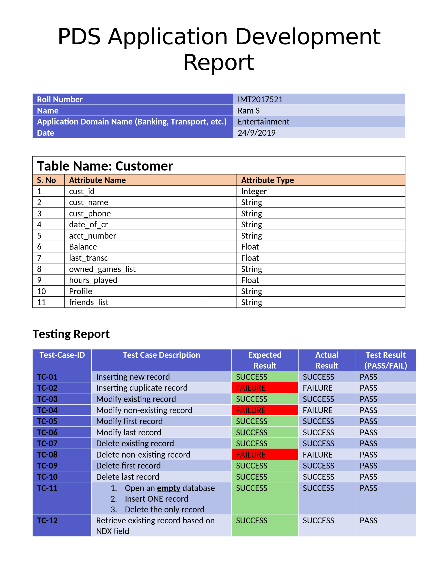 PDS Application Development
Report
Roll Number IMT2017521
Name Ram S
Application Domain Name (Banking, Transport, etc.) Entertainment
Date 24/9/2019
Table Name: Customer
S. No Attribute Name Attribute Type
1 cust_id Integer
2 cust_name String
3 cust_phone String
4 date_of_cr String
5 acct_number String
6 Balance Float
7 last_transc Float
8 owned_games_list String
9 hours_played Float
10 Profile String
11 friends_list String
Testing Report
Test-Case-ID Test Case Description Expected Result Actual Result Test Result (PASS/FAIL)
TC-01 Inserting new record SUCCESS SUCCESS PASS
TC-02 Inserting duplicate record FAILURE FAILURE PASS
TC-03 Modify existing record SUCCESS SUCCESS PASS
TC-04 Modify non-existing record FAILURE FAILURE PASS
TC-05 Modify first record SUCCESS SUCCESS PASS
TC-06 Modify last record SUCCESS SUCCESS PASS
TC-07 Delete existing record SUCCESS SUCCESS PASS
TC-08 Delete non-existing record FAILURE FAILURE PASS
TC-09 Delete first record SUCCESS SUCCESS PASS
TC-10 Delete last record SUCCESS SUCCESS PASS
TC-11 1. Open an empty database SUCCESS SUCCESS PASS
2. Insert ONE record
3. Delete the only record
TC-12 Retrieve existing record based on SUCCESS SUCCESS PASS
NDX field